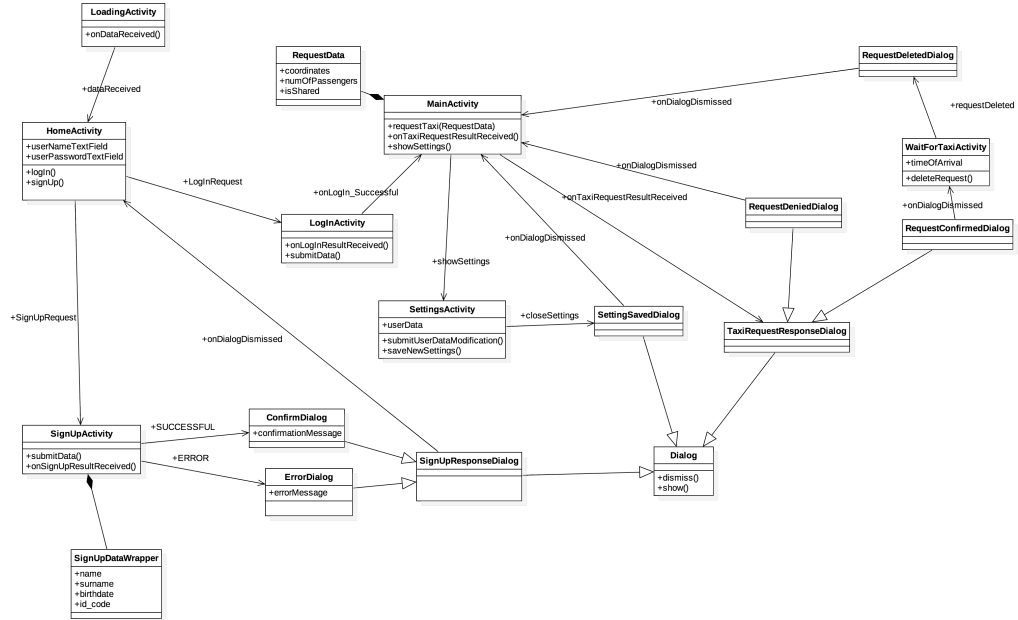 LoadingActivity
+onDataReceived()
+dataReceived
RequestData
+coordinates
+numOfPassengers
+isShared
MainActivity
+requestTaxi(RequestData)
+onTaxiRequestResultReceived()
+showSettings()
RequestDeletedDialog
+onDialogDismissed
+requestDeleted
HomeActivity
+userNameTextField
+userPasswordTextField
+logIn()
+signUp()
WaitForTaxiActivity
+timeOfArrival
+deleteRequest()
+LogInRequest
+onLogIn_Successful
+onDialogDismissed
+onTaxiRequestResultReceived
RequestDeniedDialog
+onDialogDismissed
RequestConfirmedDialog
LogInActivity
+onLogInResultReceived()
+submitData()
+onDialogDismissed
+showSettings
SettingsActivity
+userData
+submitUserDataModification()
+saveNewSettings()
+closeSettings
SettingSavedDialog
TaxiRequestResponseDialog
+SignUpRequest
+onDialogDismissed
SignUpActivity
+submitData()
+onSignUpResultReceived()
+SUCCESSFUL
+ERROR
ConfirmDialog
+confirmationMessage
ErrorDialog
+errorMessage
SignUpResponseDialog
Dialog
+dismiss()
+show()
SignUpDataWrapper
+name
+surname
+birthdate
+id_code